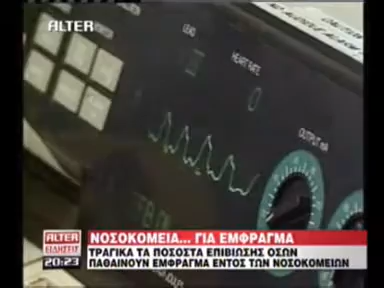 ALTER
LEAD
HEART RATE
OUTPUT mA
ALTER
ΕΙΔΗΣΕΙΣ
20:23
ΝΟΣΟΚΟΜΕΙΑ... ΓΙΑ ΕΜΦΡΑΓΜΑ
ΤΡΑΓΙΚΑ ΤΑ ΠΟΣΟΣΤΑ ΕΠΙΒΙΩΣΗΣ ΟΣΩΝ
ΠΑΘΑΙΝΟΥΝ ΕΜΦΡΑΓΜΑ ΕΝΤΟΣ ΤΩΝ ΝΟΣΟΚΟΜΕΙΩΝ